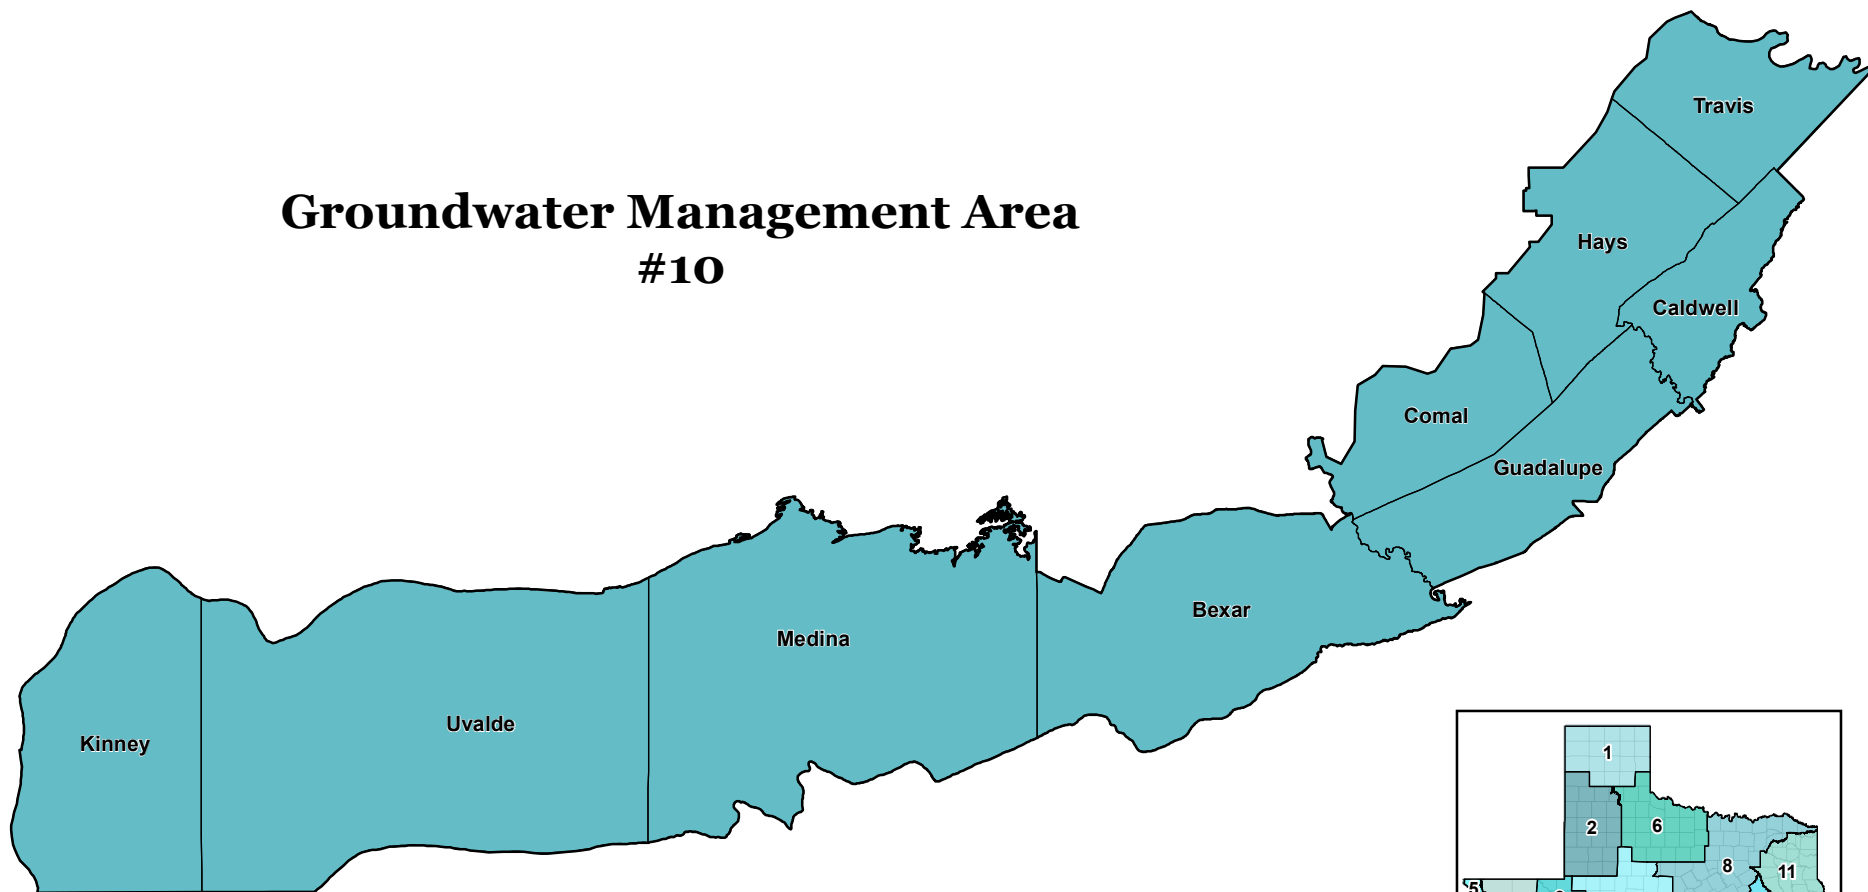 Groundwater Management Area
#10
Travis
Hays
Caldwell
Comal
Guadalupe
Bexar
Medina
Uvalde
Kinney
1
2
6
8
11
5